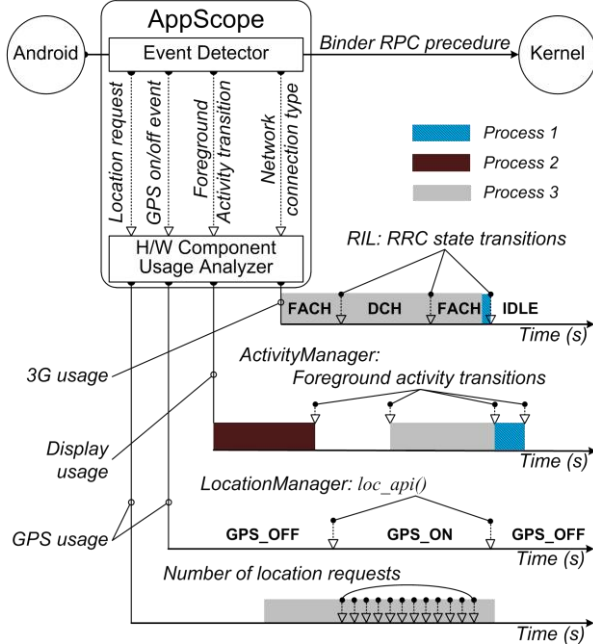 AppScope
Android
Event Detector
Binder RPC precedure
Kernel
Location request
GPS on/off event
Foreground
Activity transition
Network
connection type
Process 1
Process 2
Process 3
H/W Component
Usage Analyzer
RIL: RRC state transitions
FACH DCH FACH IDLE
Time (s)
3G usage
ActivityManager:
Foreground activity transitions
Display
usage
Time (s)
LocationManager: loc_api()
GPS usage
GPS_OFF GPS_ON GPS_OFF
Time (s)
Number of location requests
Time (s)